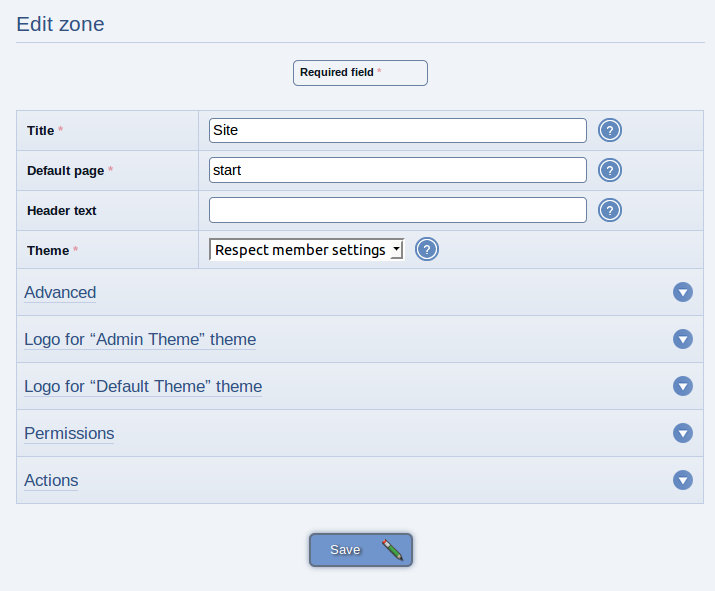 Edit zone
Required field *
Title * Site ?
Default page * start ?
Header text ?
Theme * Respect member settings ?
Advanced
Logo for “Admin Theme” theme
Logo for “Default Theme” theme
Permissions
Actions
Save